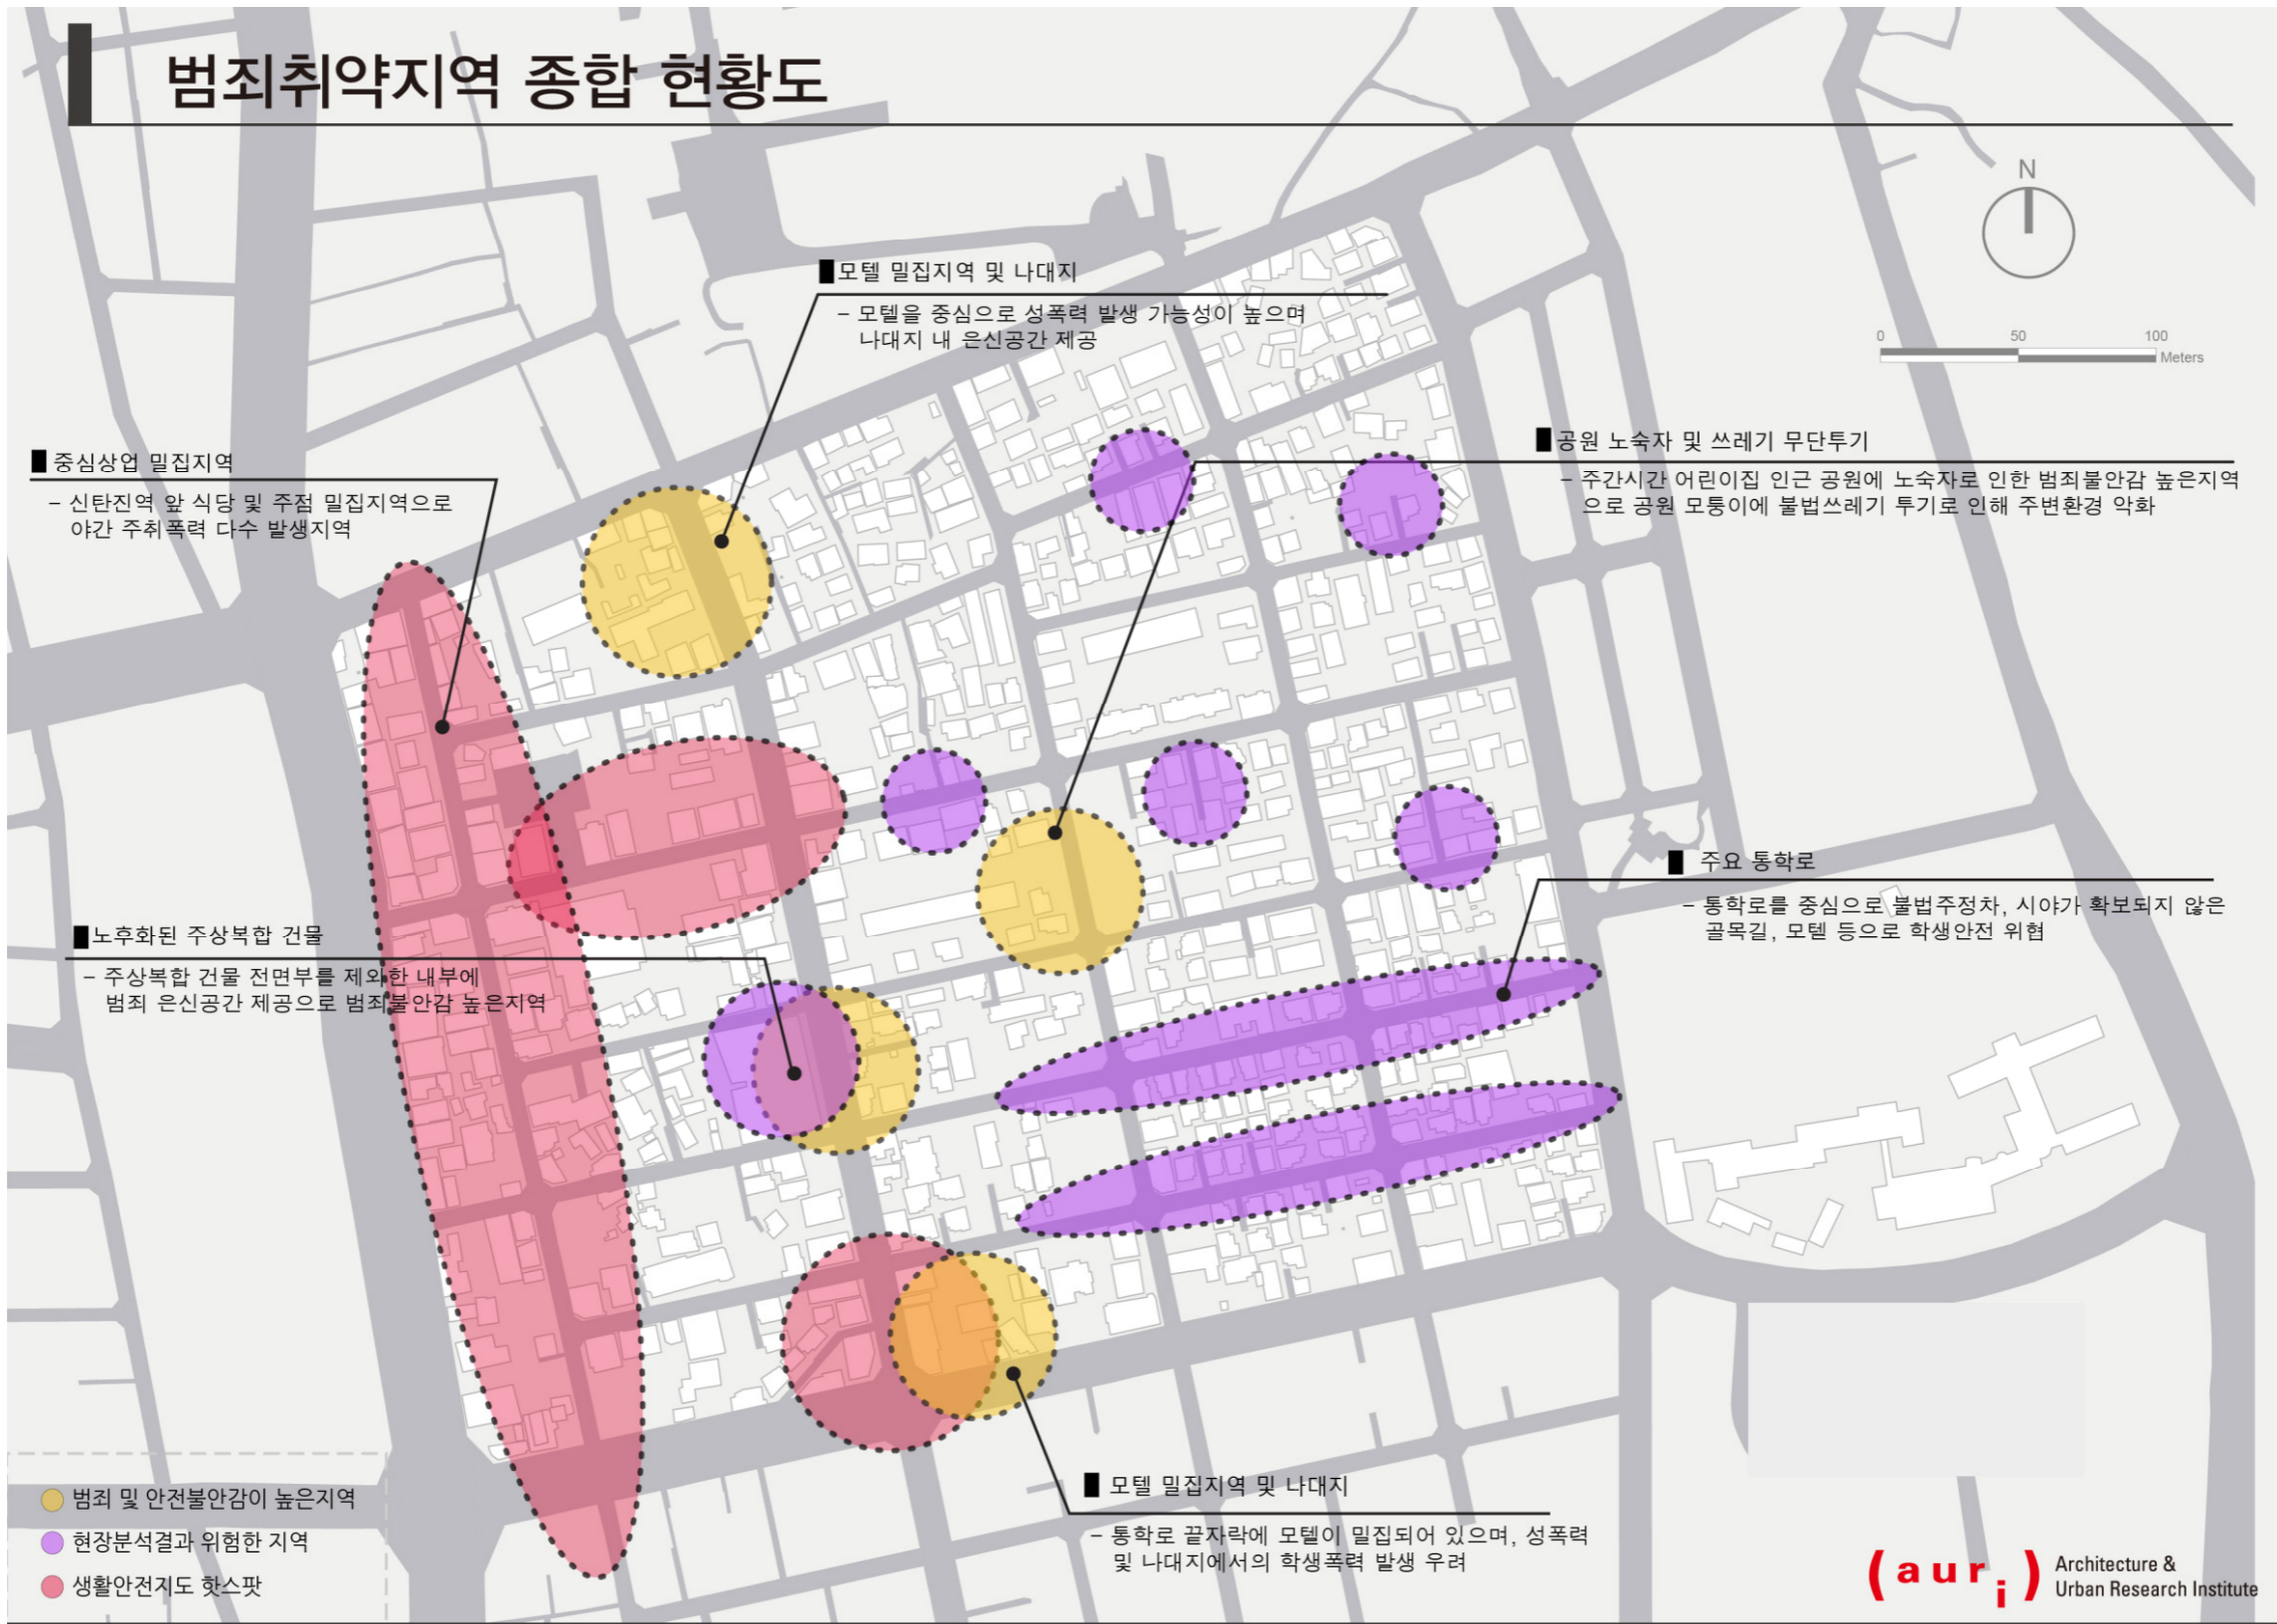 범죄취약지역 종합 현황도
N
0 50 100
Meters
모텔 밀집지역 및 나대지
– 모텔을 중심으로 성폭력 발생 가능성이 높으며
나대지 내 은신공간 제공
공원 노숙자 및 쓰레기 무단투기
– 주간시간 어린이집 인근 공원에 노숙자로 인한 범죄불안감 높은지역
으로 공원 모퉁이에 불법쓰레기 투기로 인해 주변환경 악화
중심상업 밀집지역
– 신탄진역 앞 식당 및 주점 밀집지역으로
야간 주취폭력 다수 발생지역
주요 통학로
– 통학로를 중심으로 불법주정차, 시야가 확보되지 않은
골목길, 모텔 등으로 학생안전 위협
노후화된 주상복합 건물
– 주상복합 건물 전면부를 제외한 내부에
범죄 은신공간 제공으로 범죄불안감 높은지역
모텔 밀집지역 및 나대지
– 통학로 끝자락에 모텔이 밀집되어 있으며, 성폭력
및 나대지에서의 학생폭력 발생 우려
범죄 및 안전불안감이 높은지역
현장분석결과 위험한 지역
생활안전지도 핫스팟
(auri)
Architecture &
Urban Research Institute